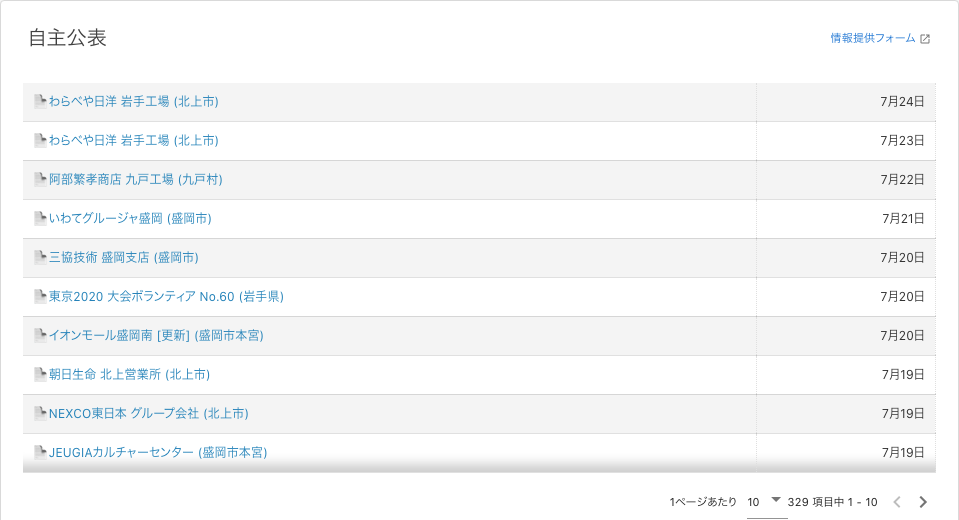 自主公表
情報提供フォーム
わらべや日洋 岩手工場 (北上市) 7月24日
わらべや日洋 岩手工場 (北上市) 7月23日
阿部繁孝商店 九戸工場 (九戸村) 7月22日
いわてグルージャ盛岡 (盛岡市) 7月21日
三協技術 盛岡支店 (盛岡市) 7月20日
東京2020 大会ボランティア No.60 (岩手県) 7月20日
イオンモール盛岡南 [更新] (盛岡市本宮) 7月20日
朝日生命 北上営業所 (北上市) 7月19日
NEXCO東日本 グループ会社 (北上市) 7月19日
JEUGIAカルチャーセンター (盛岡市本宮) 7月19日
1ページあたり 10 329 項目中 1 - 10